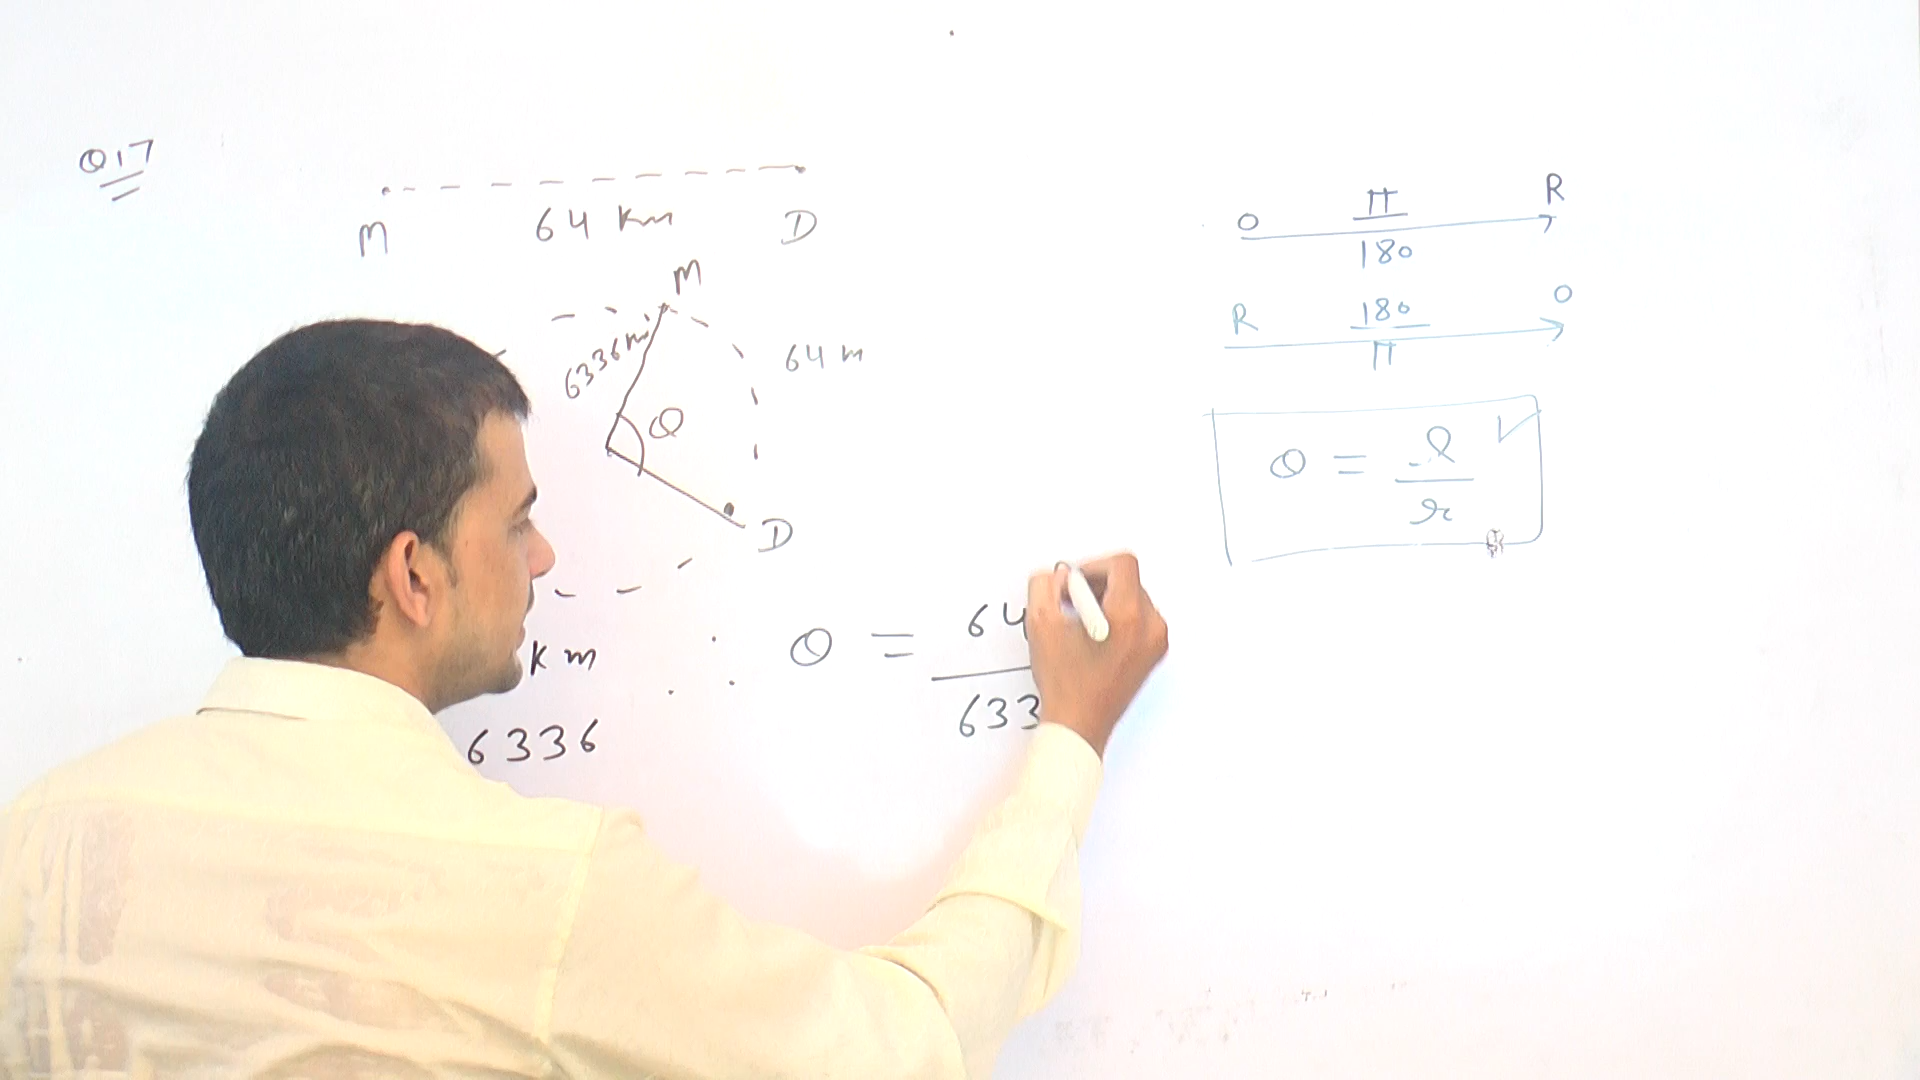 Q17
M 64 Km D
M
6336 m
64 m
θ
D
Km
6336
∴ θ = 64 / 633
D π/180 R
R 180/π D
θ = l/r ✓